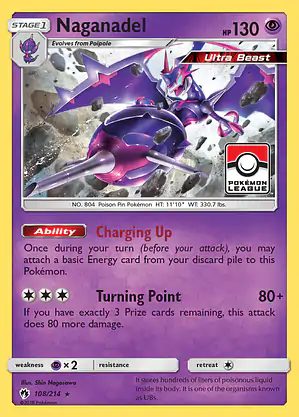 STAGE 1
Naganadel
HP 130
Evolves from Poipole
Ultra Beast
POKÉMON
LEAGUE
NO. 804 Poison Pin Pokémon HT: 11'10" WT: 330.7 lbs.
Ability Charging Up
Once during your turn (before your attack), you may
attach a basic Energy card from your discard pile to this
Pokémon.
Turning Point 80+
If you have exactly 3 Prize cards remaining, this attack
does 80 more damage.
weakness ×2 resistance retreat
Illus. Shin Nagasawa
108/214 ★
©2018 Pokémon
It stores hundreds of liters of poisonous liquid
inside its body. It is one of the organisms known
as UBs.